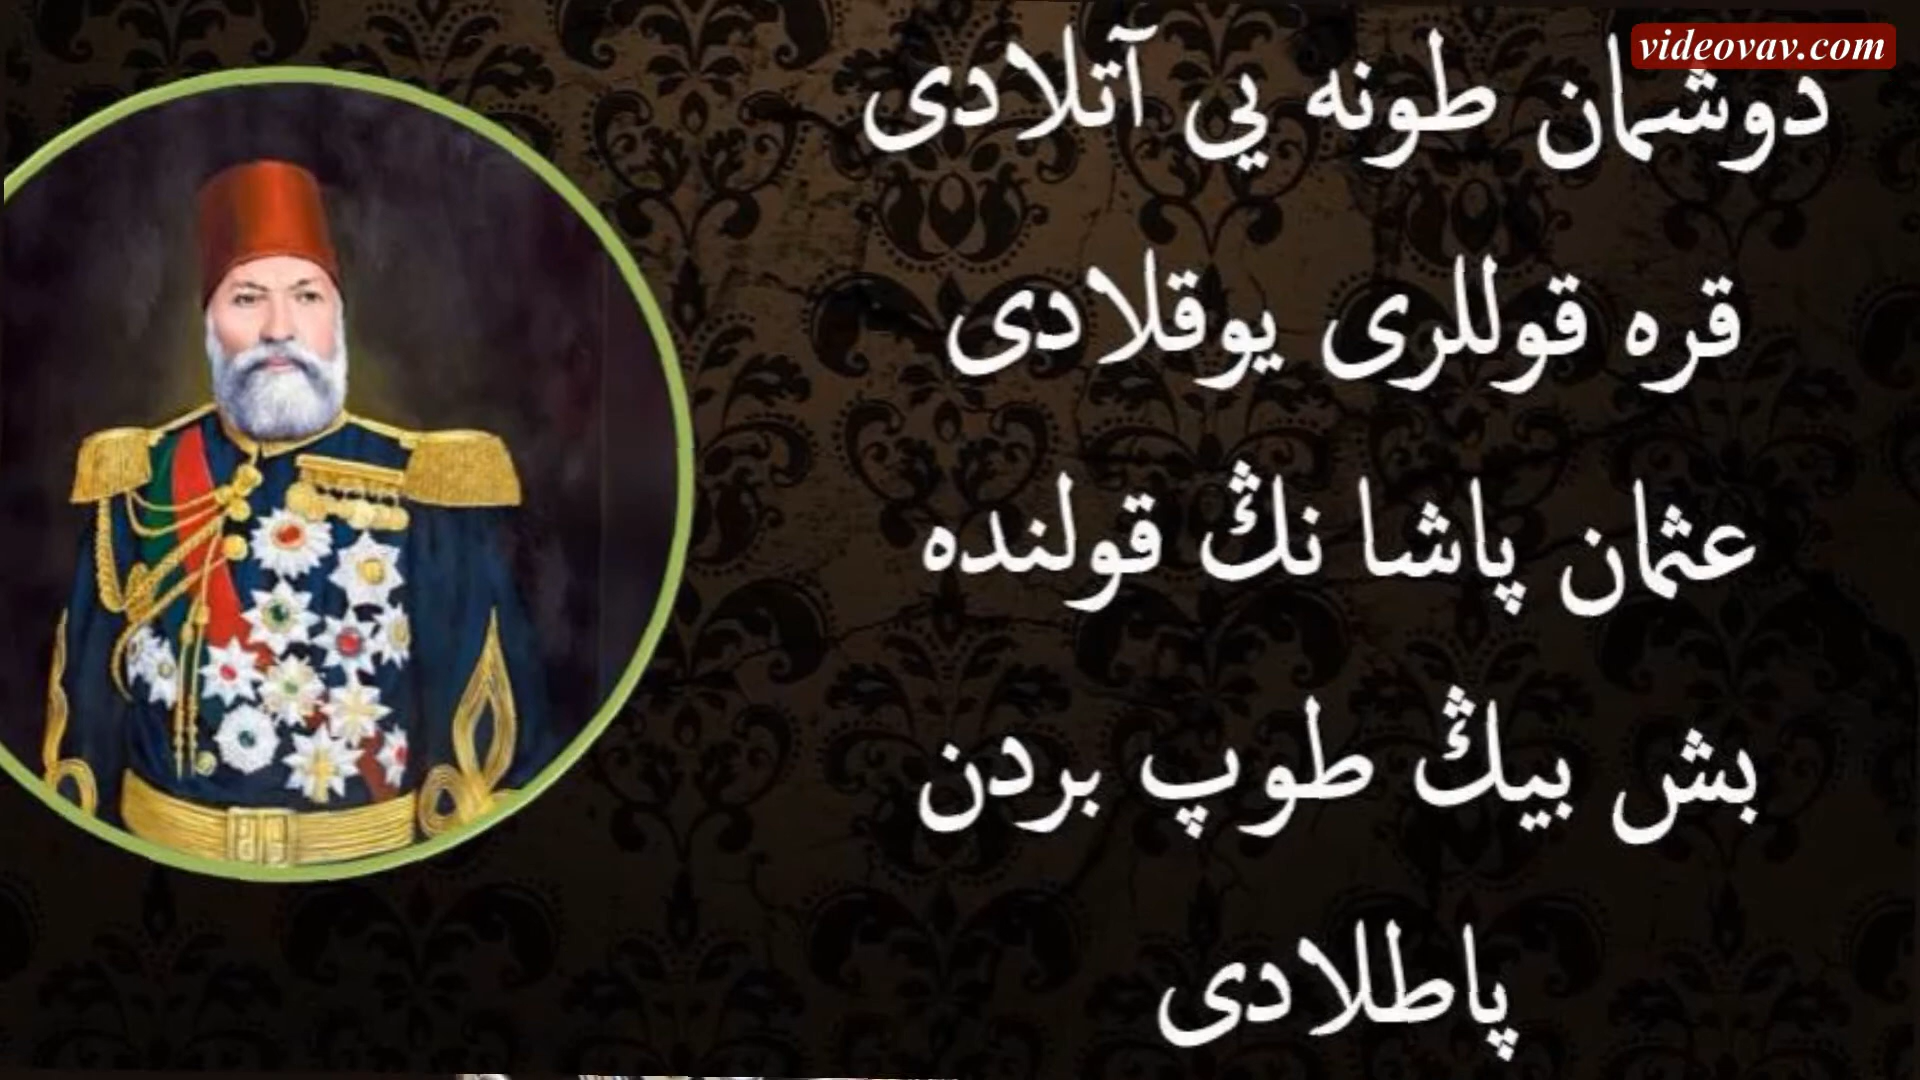 videovav.com
دوشمان طونه يي آتلادى
قره قوللرى يوقلادى
عثمان پاشا نڭ قولنده
بش بيڭ طوپ بردن
پاطلادى